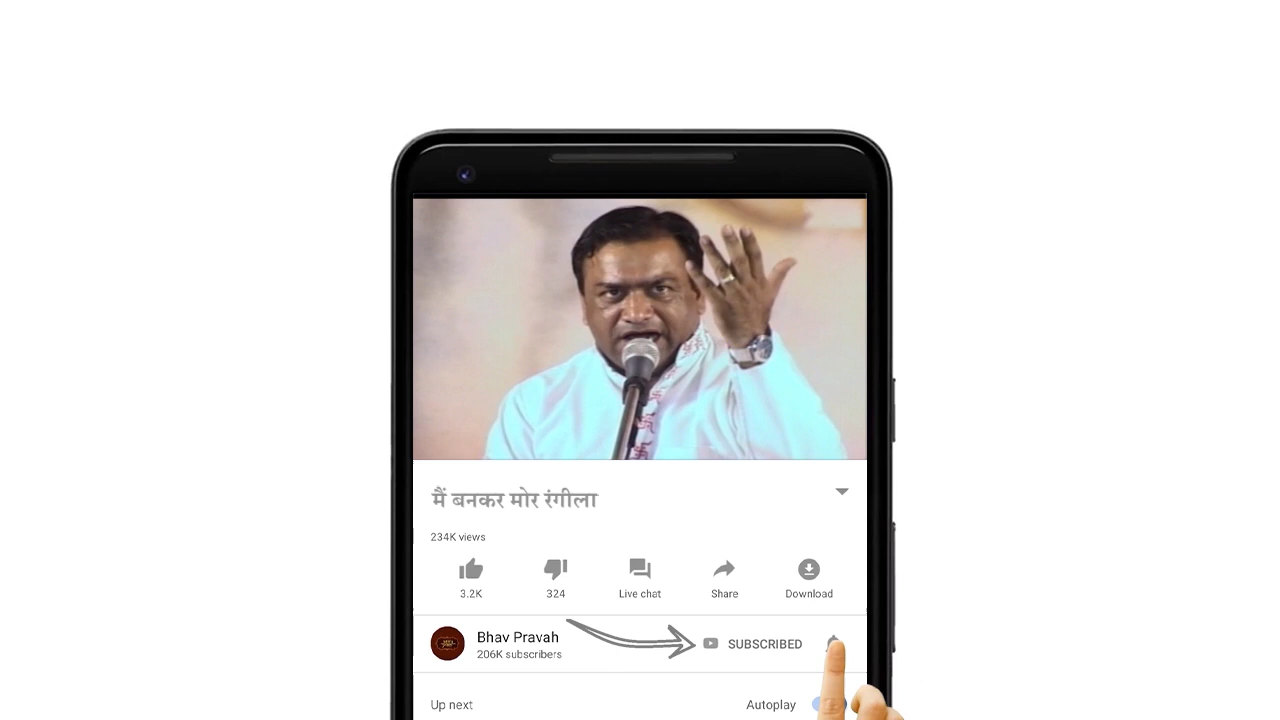 मैं बनकर मोर रंगीला
234K views
3.2K 324 Live chat Share Download
Bhav Pravah
206K subscribers
SUBSCRIBED
Up next Autoplay